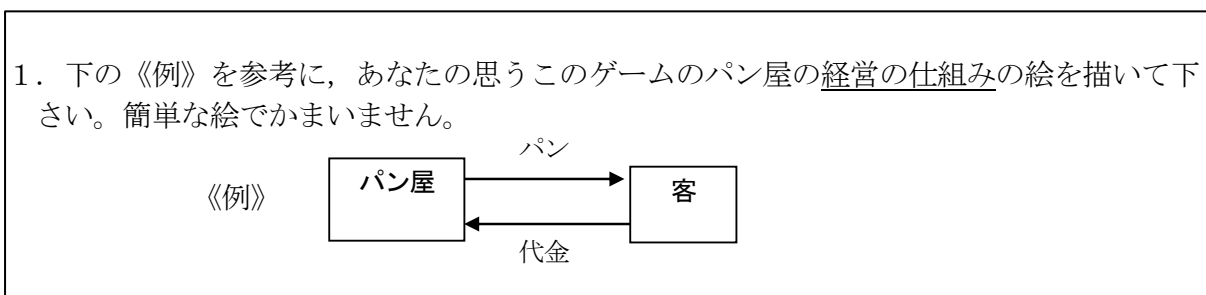 １．下の《例》を参考に，あなたの思うこのゲームのパン屋の経営の仕組みの絵を描いて下
さい。簡単な絵でかまいません。
パン
《例》 パン屋 客
代金